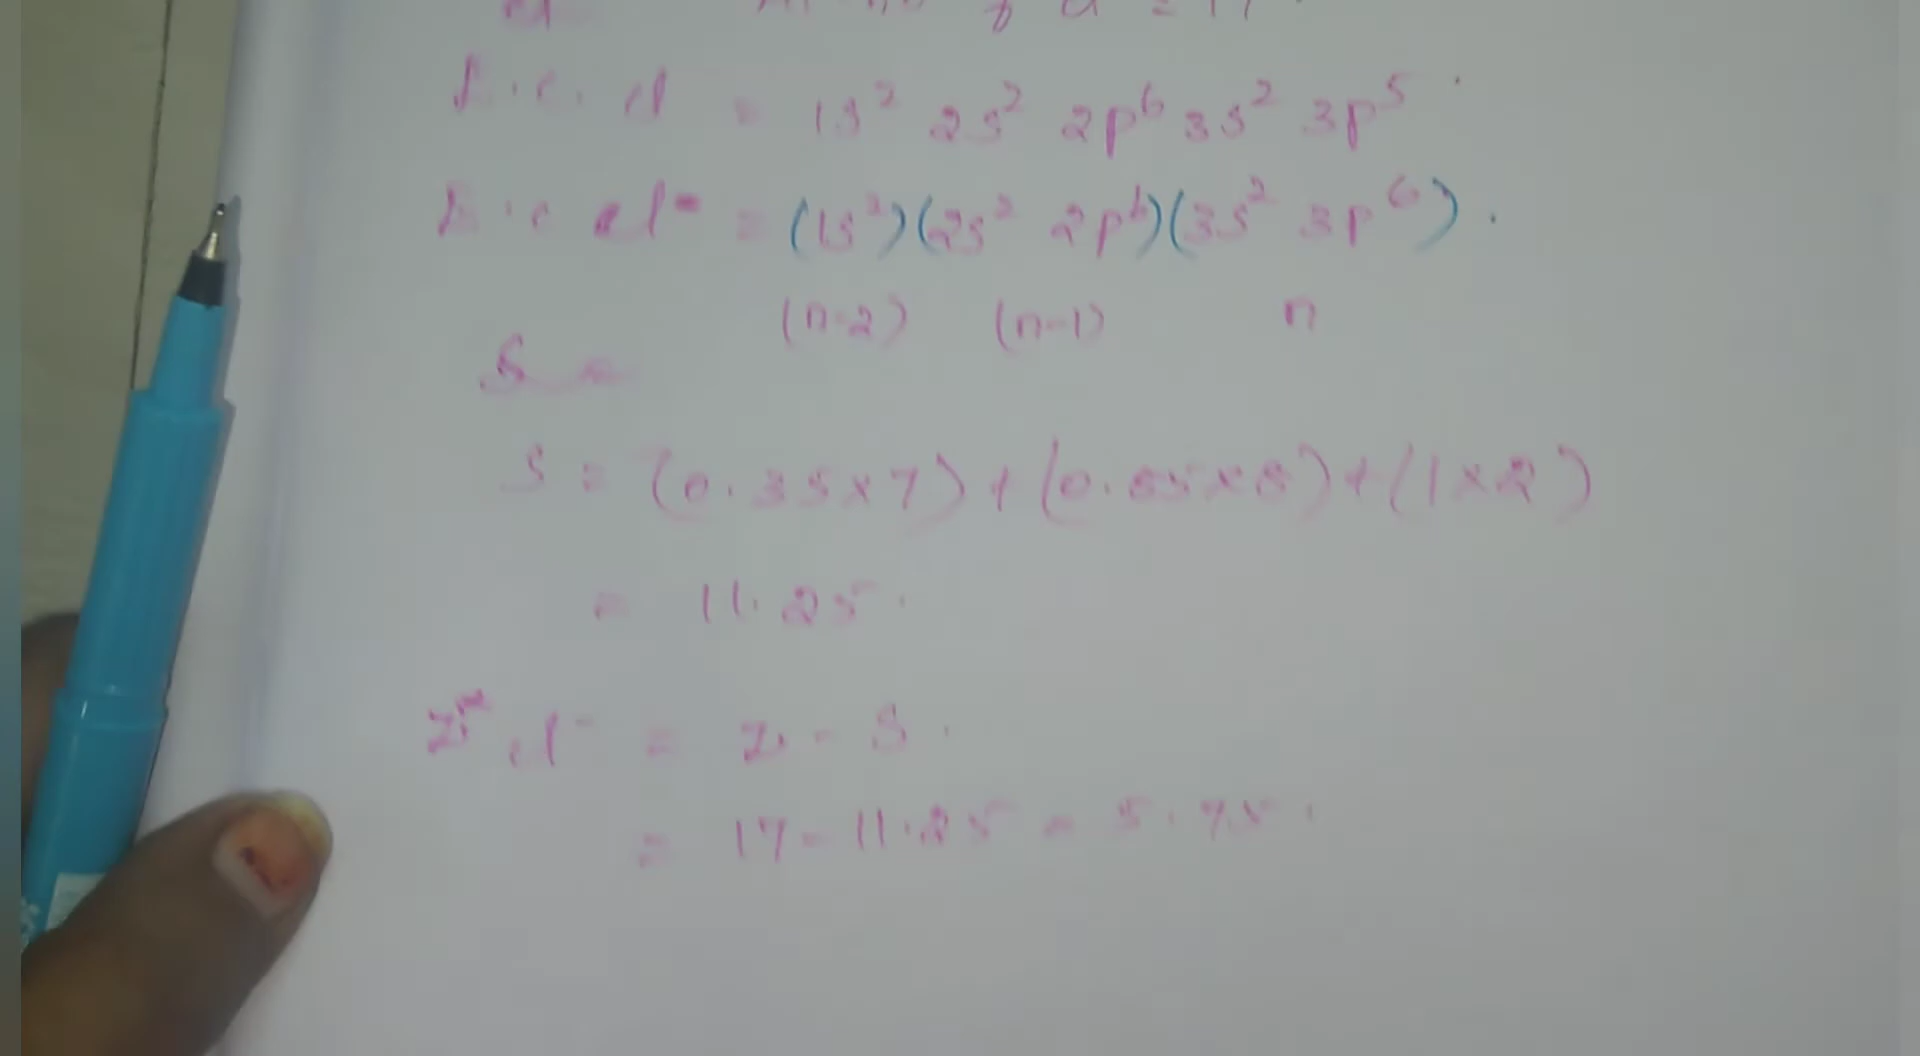 E.C. Cl = 1s² 2s² 2p⁶ 3s² 3p⁵.
E.C Cl⁻ = (1s²)(2s² 2p⁶)(3s² 3p⁶).
(n-2) (n-1) n
S =
S = (0.35×7)+(0.85×8)+(1×2)
= 11.25.
Cl⁻ = Z - S.
= 17 - 11.25 = 5.75.